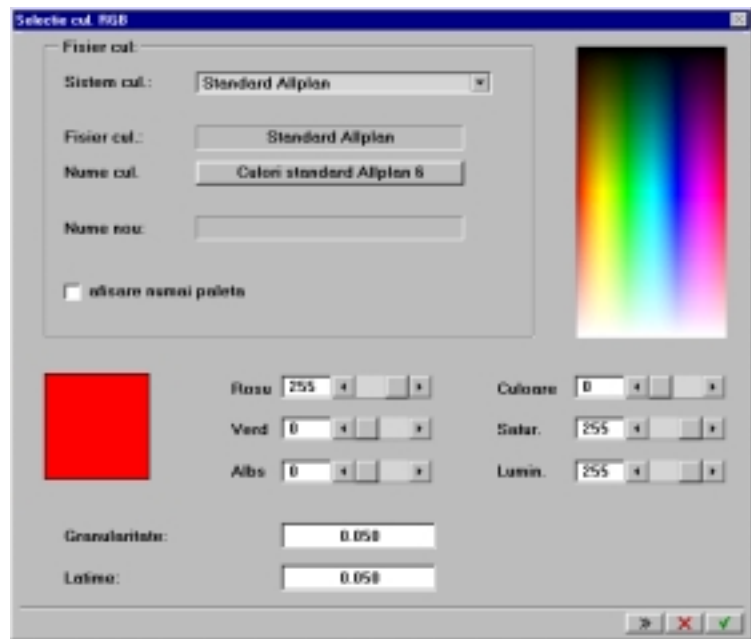 Selectie cul. RGB
Fisier cul:
Sistem cul.: Standard Allplan
Fisier cul.: Standard Allplan
Nume cul. Culori standard Allplan 6
Nume nou:
afisare numai paleta
Rosu 255 Culoare 0
Verd 0 Satur. 255
Albs 0 Lumin. 255
Granularitate: 0.050
Latime: 0.050